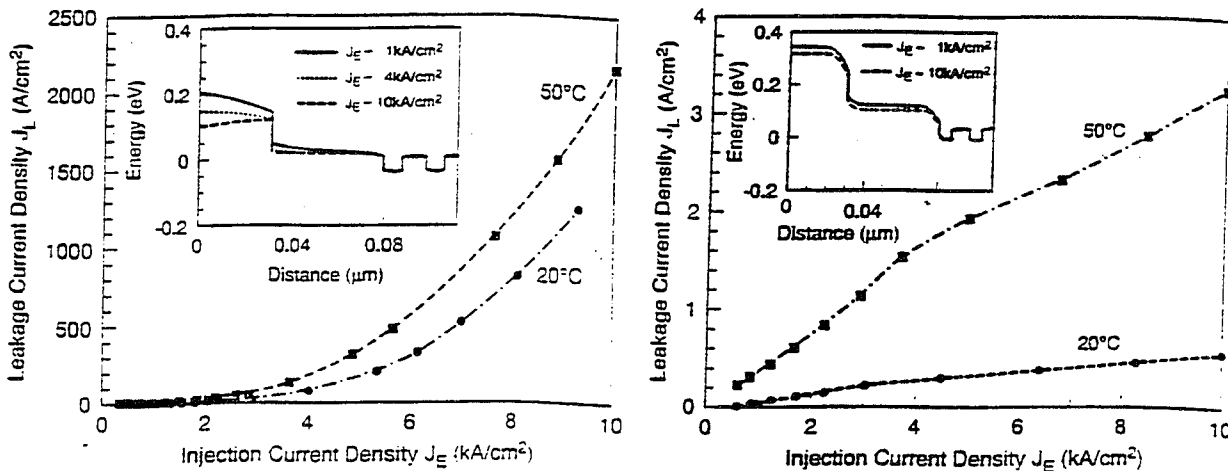 Leakage Current Density J_L (A/cm²)
2500
2000
1500
1000
500
0
0
2
4
6
8
10
Injection Current Density J_E (kA/cm²)
50°C
20°C
Energy (eV)
0.4
0.2
0
-0.2
0
0.04
0.08
Distance (μm)
J_E - 1kA/cm²
J_E - 4kA/cm²
J_E - 10kA/cm²
Leakage Current Density J_L (A/cm²)
4
3
2
1
0
0
2
4
6
8
10
Injection Current Density J_E (kA/cm²)
50°C
20°C
Energy (eV)
0.4
0.2
0
-0.2
0
0.04
Distance (μm)
J_E - 1kA/cm²
J_E - 10kA/cm²